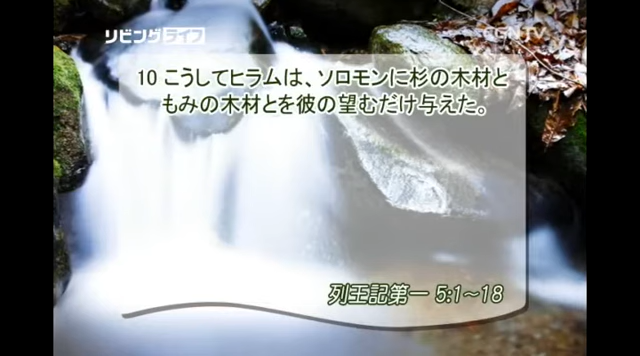 リビングライフ
CGNTV
10 こうしてヒラムは、ソロモンに杉の木材と
もみの木材とを彼の望むだけ与えた。
列王記第一 5:1~18